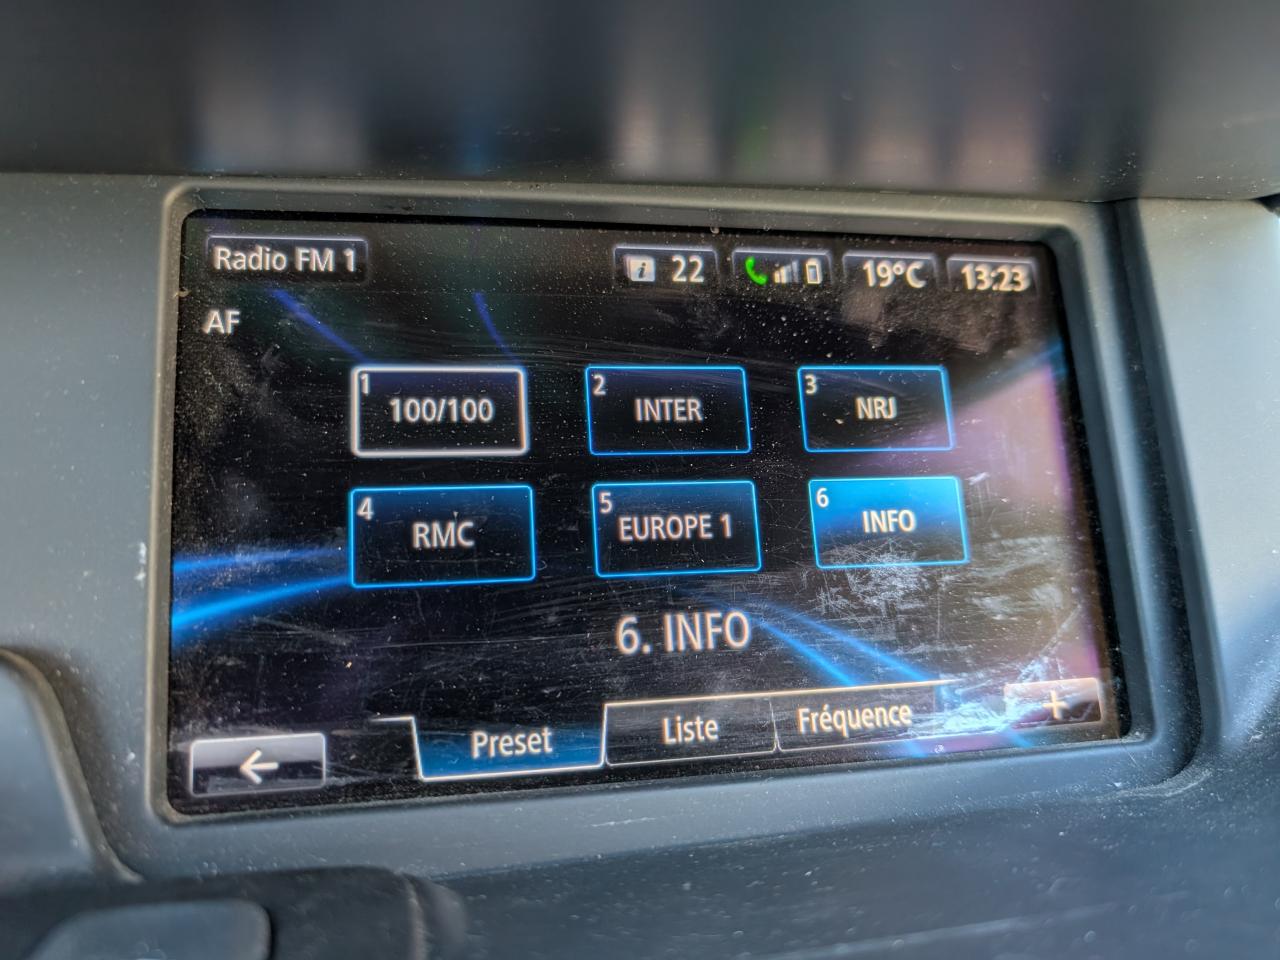 Radio FM 1
22
19°C
13:23
AF
1
100/100
2
INTER
3
NRJ
4
RMC
5
EUROPE 1
6
INFO
6. INFO
Preset
Liste
Fréquence
+